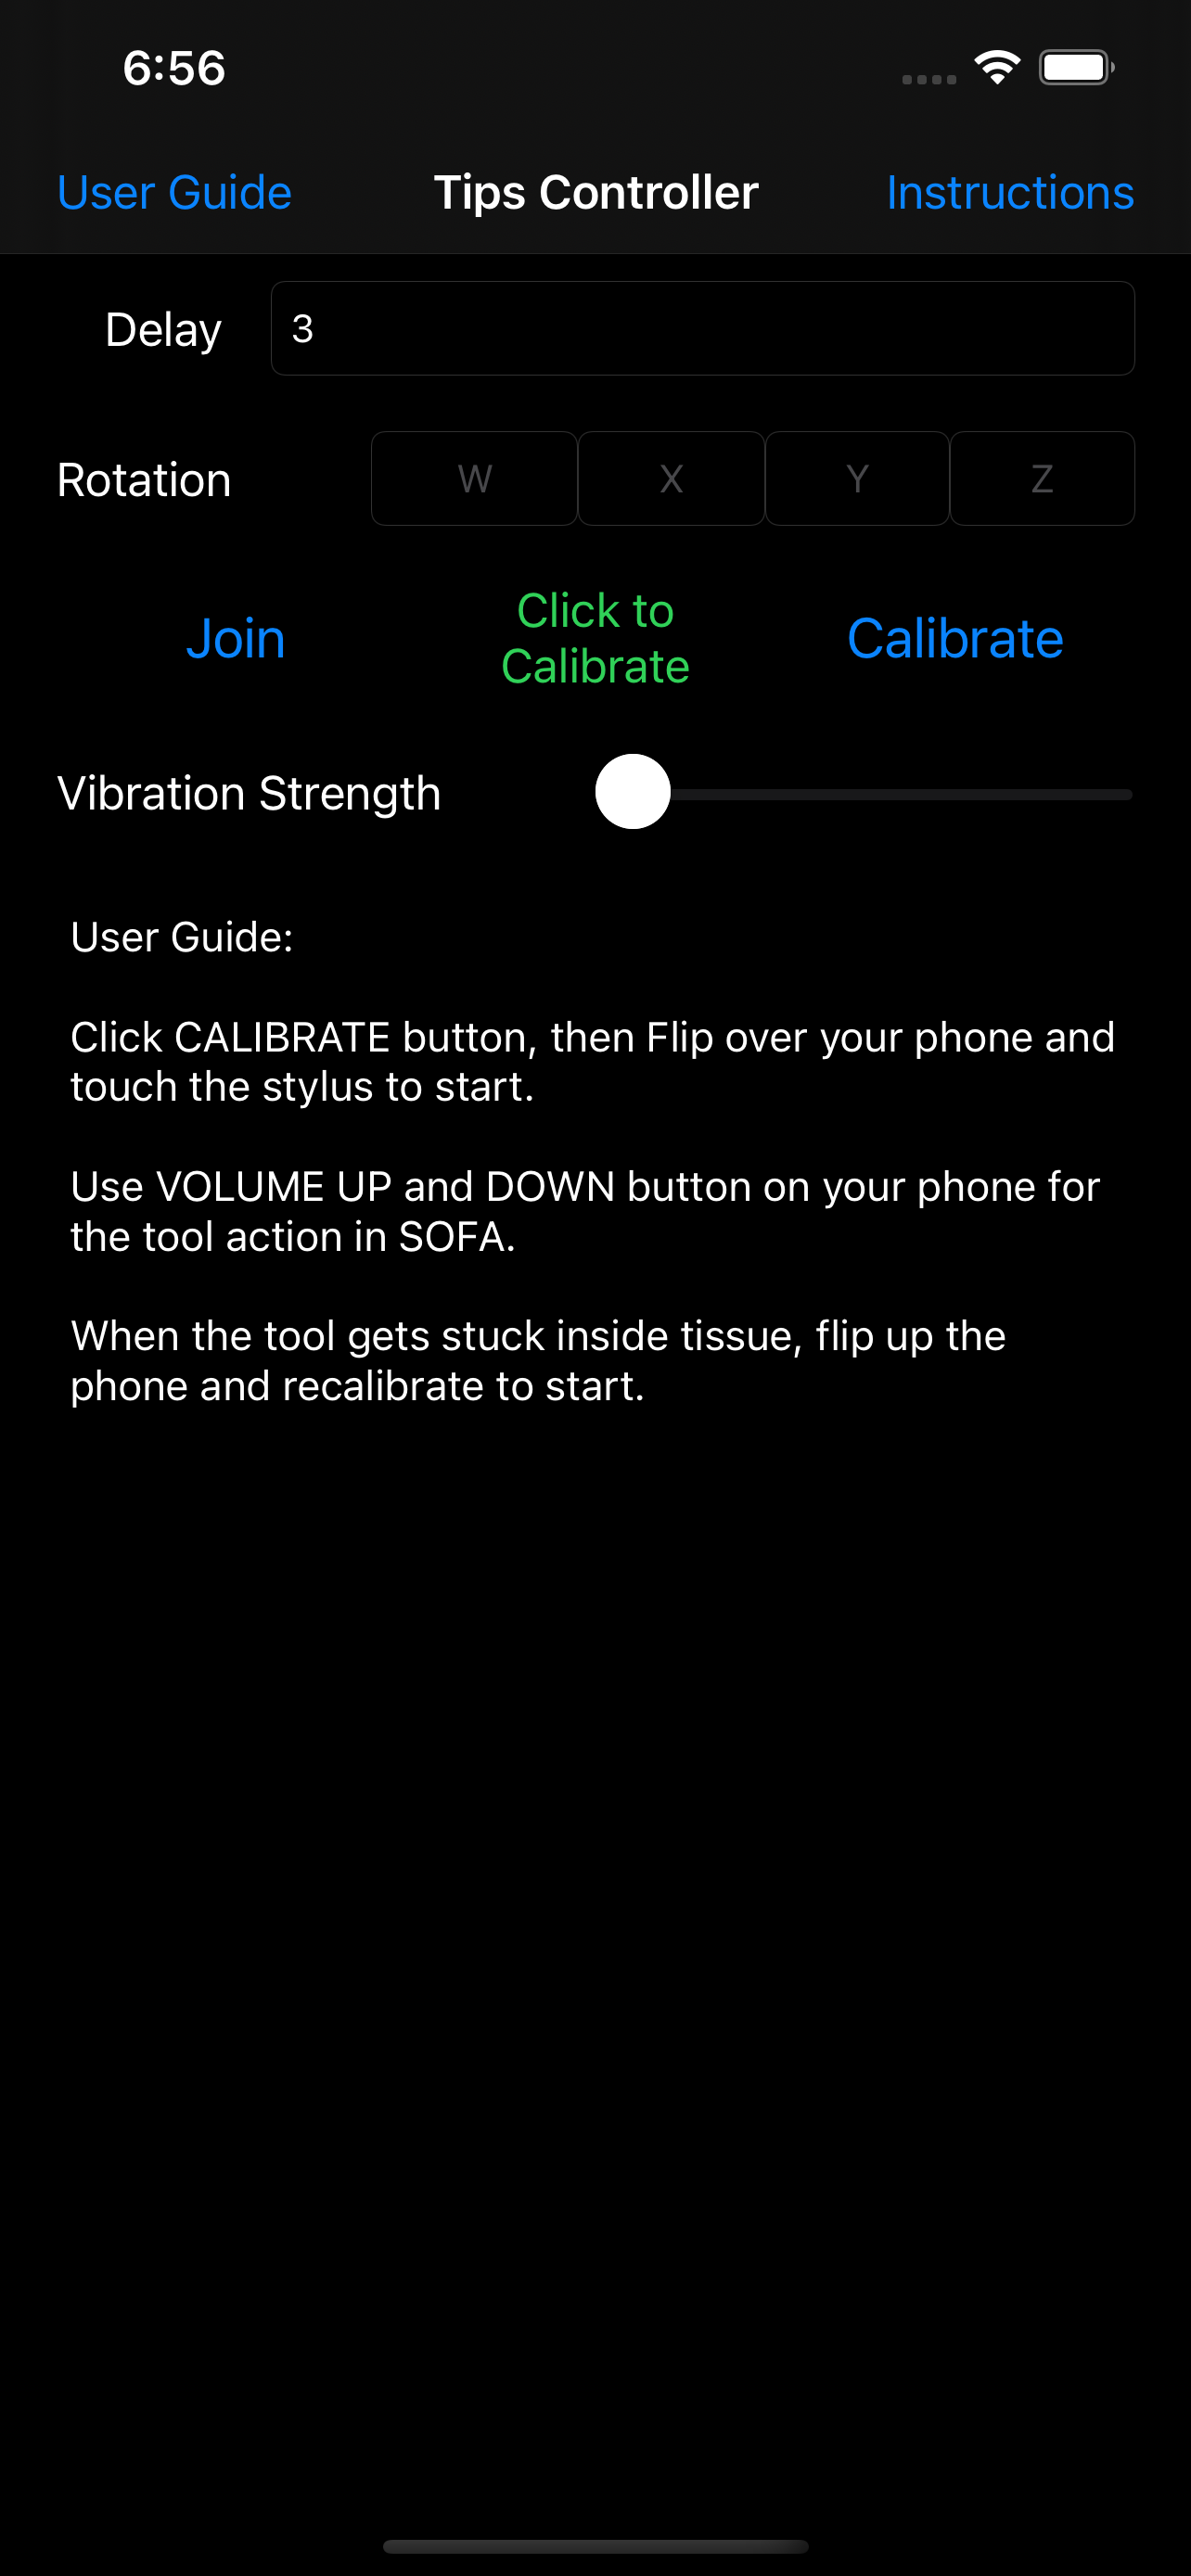 6:56
User Guide
Tips Controller
Instructions
Delay
3
Rotation
W
X
Y
Z
Join
Click to
Calibrate
Calibrate
Vibration Strength
User Guide:
Click CALIBRATE button, then Flip over your phone and
touch the stylus to start.
Use VOLUME UP and DOWN button on your phone for
the tool action in SOFA.
When the tool gets stuck inside tissue, flip up the
phone and recalibrate to start.